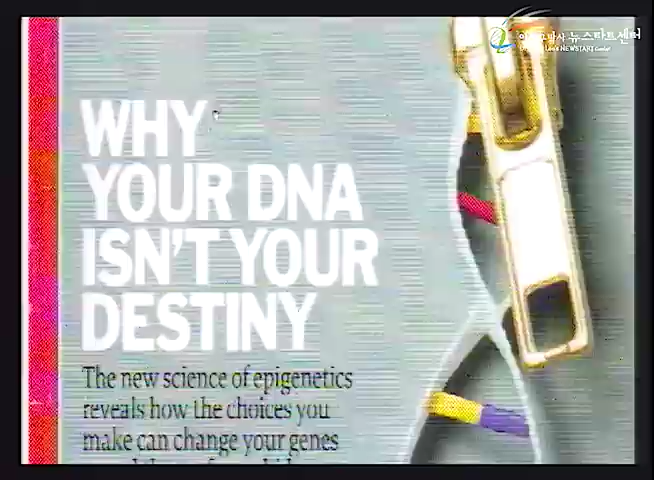 뉴스타트센터
WHY
YOUR DNA
ISN'T YOUR
DESTINY
The new science of epigenetics
reveals how the choices you
make can change your genes